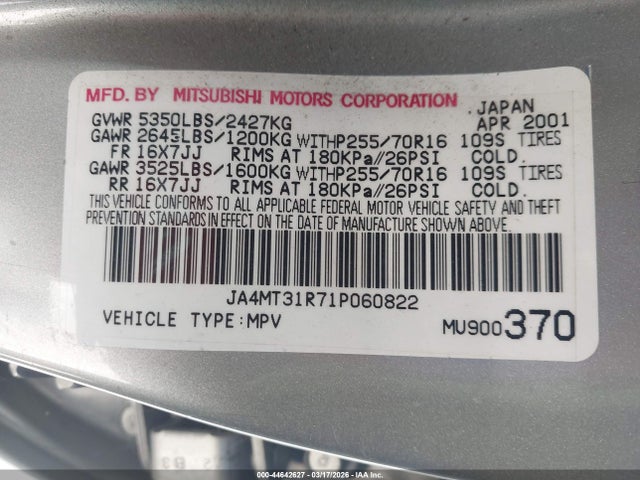 MFD. BY MITSUBISHI MOTORS CORPORATION JAPAN
GVWR 5350LBS/2427KG APR 2001
GAWR 2645LBS/1200KG WITHP255/70R16 109S TIRES
FR 16X7JJ RIMS AT 180KPa//26PSI COLD.
GAWR 3525LBS/1600KG WITHP255/70R16 109S TIRES
RR 16X7JJ RIMS AT 180KPa//26PSI COLD.
THIS VEHICLE CONFORMS TO ALL APPLICABLE FEDERAL MOTOR VEHICLE SAFETY AND THEFT
PREVENTION STANDARDS IN EFFECT ON THE DATE OF MANUFACTURE SHOWN ABOVE.
JA4MT31R71P060822
VEHICLE TYPE:MPV MU900370
IAA 000-44642627 - 03/17/2026 - IAAI.com